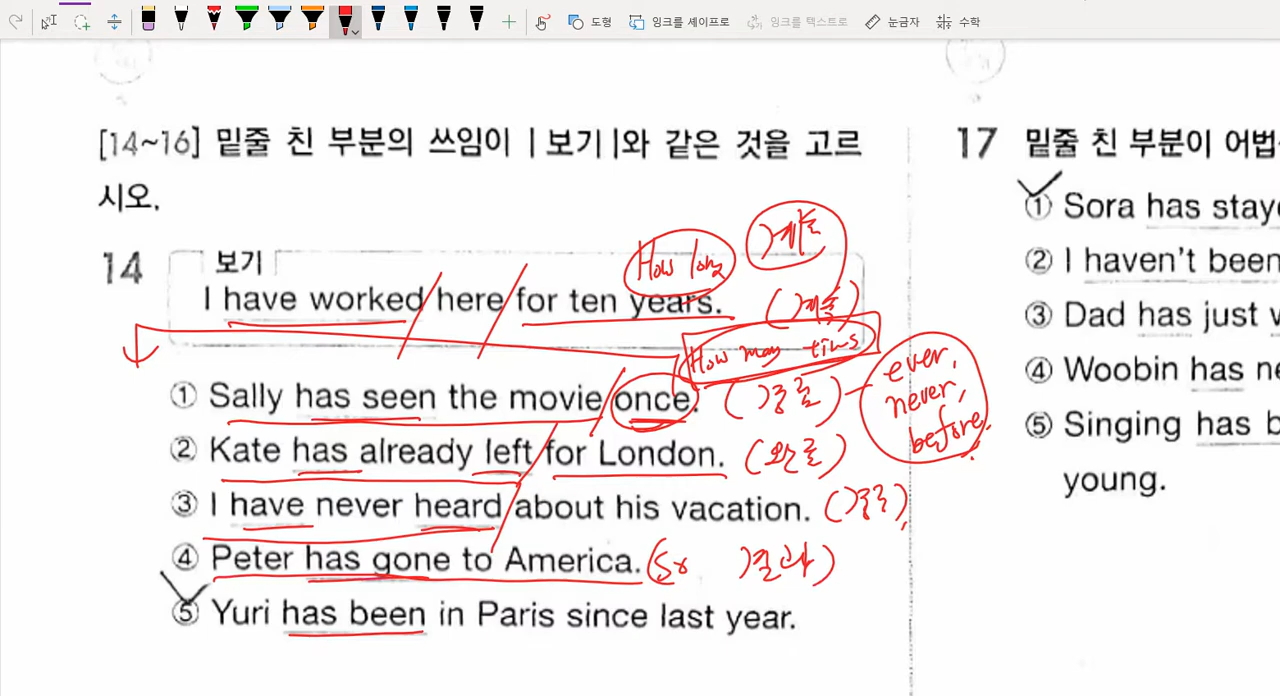 도형
잉크를 셰이프로
잉크를 텍스트로
눈금자
수학
[14~16] 밑줄 친 부분의 쓰임이 |보기|와 같은 것을 고르
시오.
14
보기
How long
계속
I have worked here for ten years. (계속)
How many tims
① Sally has seen the movie once. (경험)
ever,
never,
before.
② Kate has already left for London. (완료)
③ I have never heard about his vacation.
④ Peter has gone to America. (결과)
⑤ Yuri has been in Paris since last year.
17 밑줄 친 부분이 어법
① Sora has staye
② I haven't been
③ Dad has just
④ Woobin has ne
⑤ Singing has b
young.